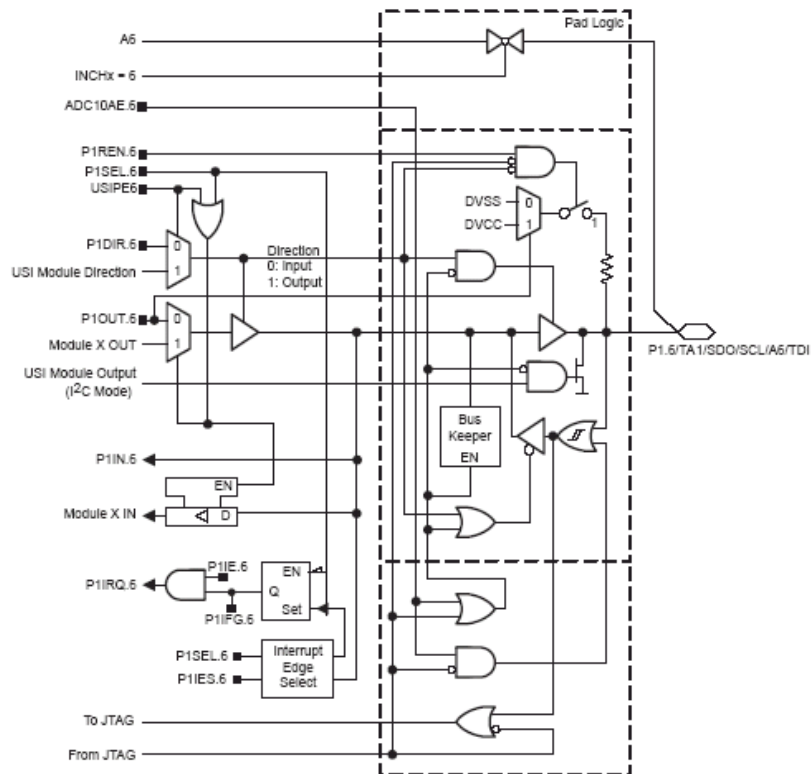 Pad Logic
A6
INCHx = 6
ADC10AE.6
P1REN.6
P1SEL.6
USIPE6
DVSS
0
DVCC
1
1
P1DIR.6
0
USI Module Direction
1
Direction
0: Input
1: Output
P1OUT.6
0
Module X OUT
1
P1.6/TA1/SDO/SCL/A6/TDI
USI Module Output
(I2C Mode)
Bus
Keeper
EN
P1IN.6
EN
Module X IN
D
P1IE.6
P1IRQ.6
EN
Q
P1IFG.6
Set
P1SEL.6
P1IES.6
Interrupt
Edge
Select
To JTAG
From JTAG